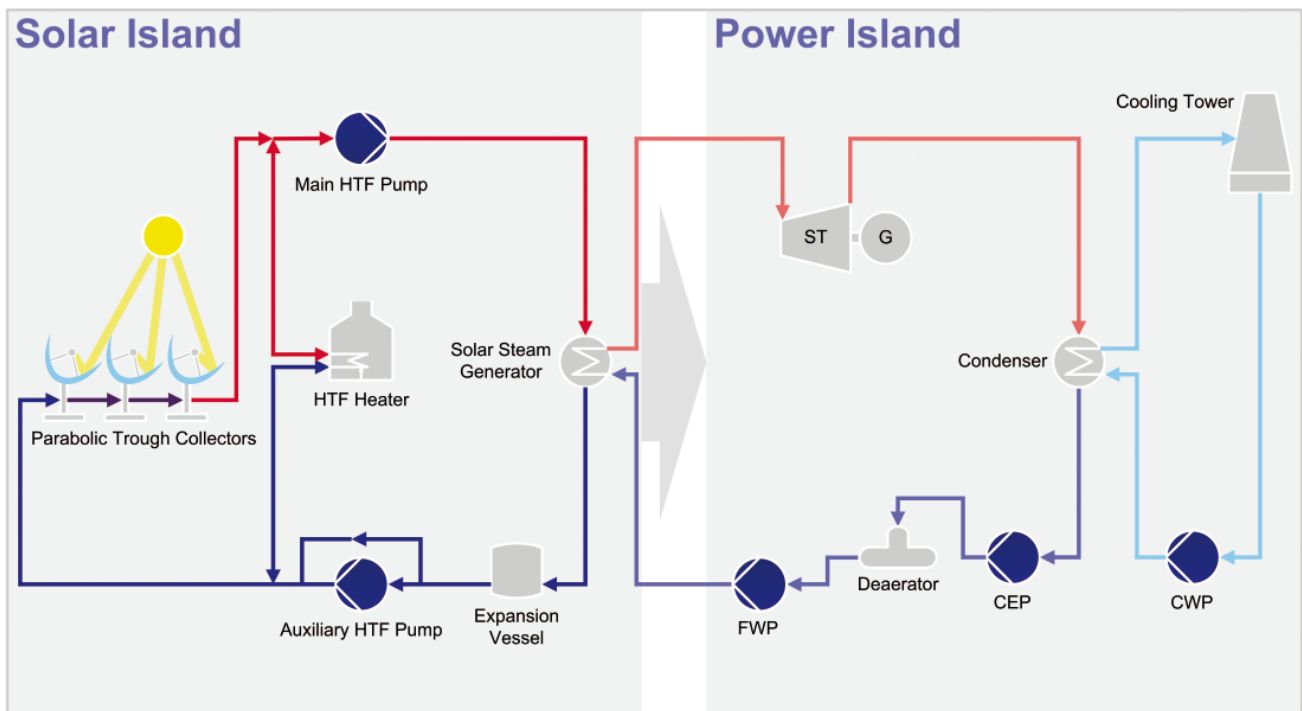 Solar Island
Power Island
Cooling Tower
Main HTF Pump
ST
G
Solar Steam
Generator
Condenser
HTF Heater
Parabolic Trough Collectors
Deaerator
Expansion
Vessel
Auxiliary HTF Pump
FWP
CEP
CWP